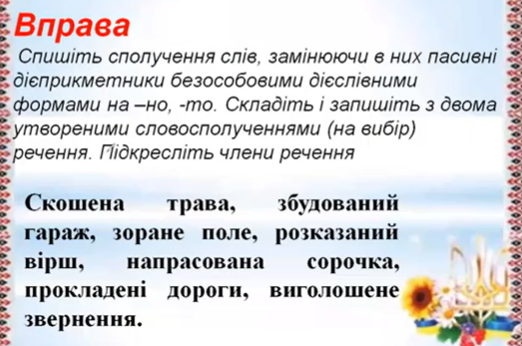 Вправа
Спишіть сполучення слів, замінюючи в них пасивні
дієприкметники безособовими дієслівними
формами на –но, -то. Складіть і запишіть з двома
утвореними словосполученнями (на вибір)
речення. Підкресліть члени речення
Скошена трава, збудований
гараж, зоране поле, розказаний
вірш, напрасована сорочка,
прокладені дороги, виголошене
звернення.